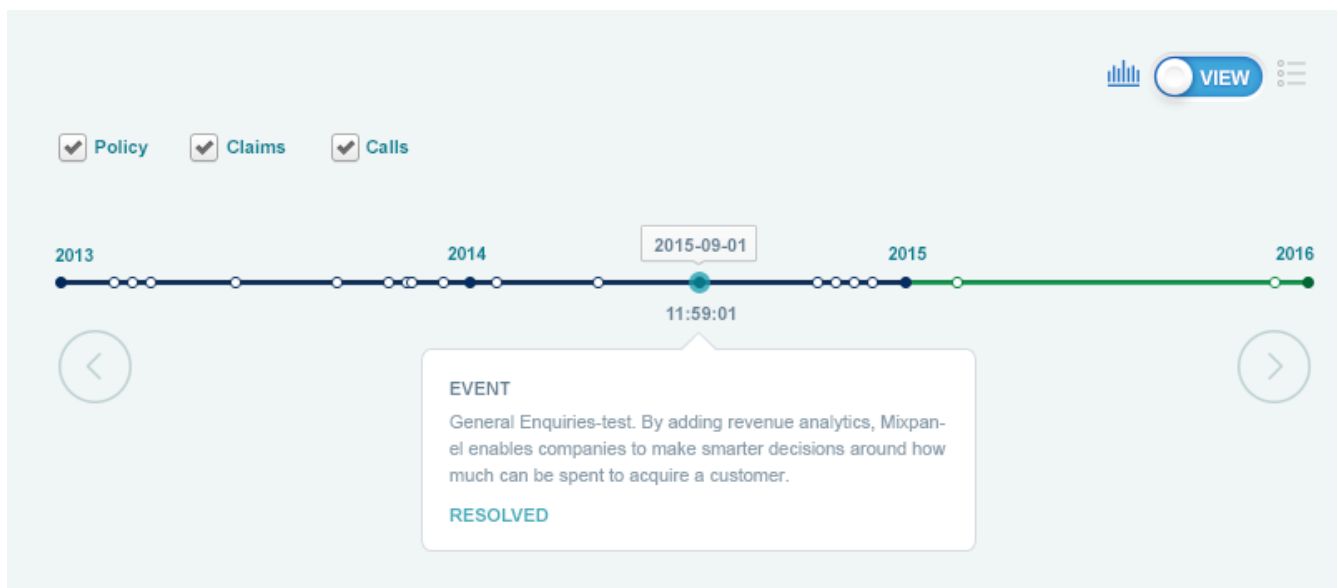 VIEW
Policy
Claims
Calls
2013
2014
2015-09-01
2015
2016
11:59:01
EVENT
General Enquiries-test. By adding revenue analytics, Mixpan-
el enables companies to make smarter decisions around how
much can be spent to acquire a customer.
RESOLVED